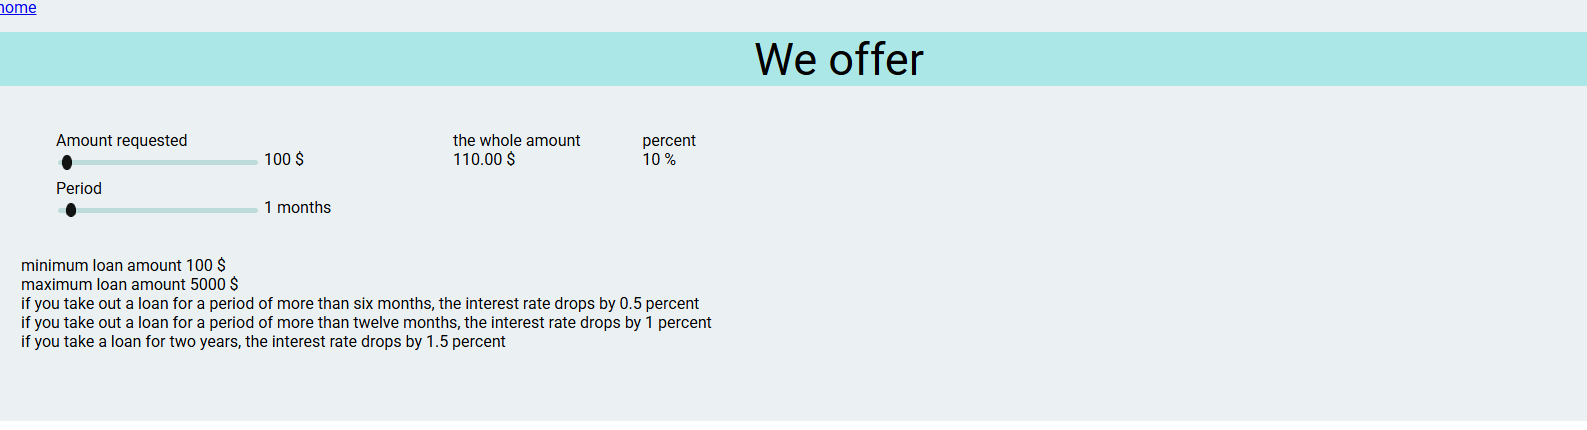 home
We offer
Amount requested
100 $
the whole amount
110.00 $
percent
10 %
Period
1 months
minimum loan amount 100 $
maximum loan amount 5000 $
if you take out a loan for a period of more than six months, the interest rate drops by 0.5 percent
if you take out a loan for a period of more than twelve months, the interest rate drops by 1 percent
if you take a loan for two years, the interest rate drops by 1.5 percent